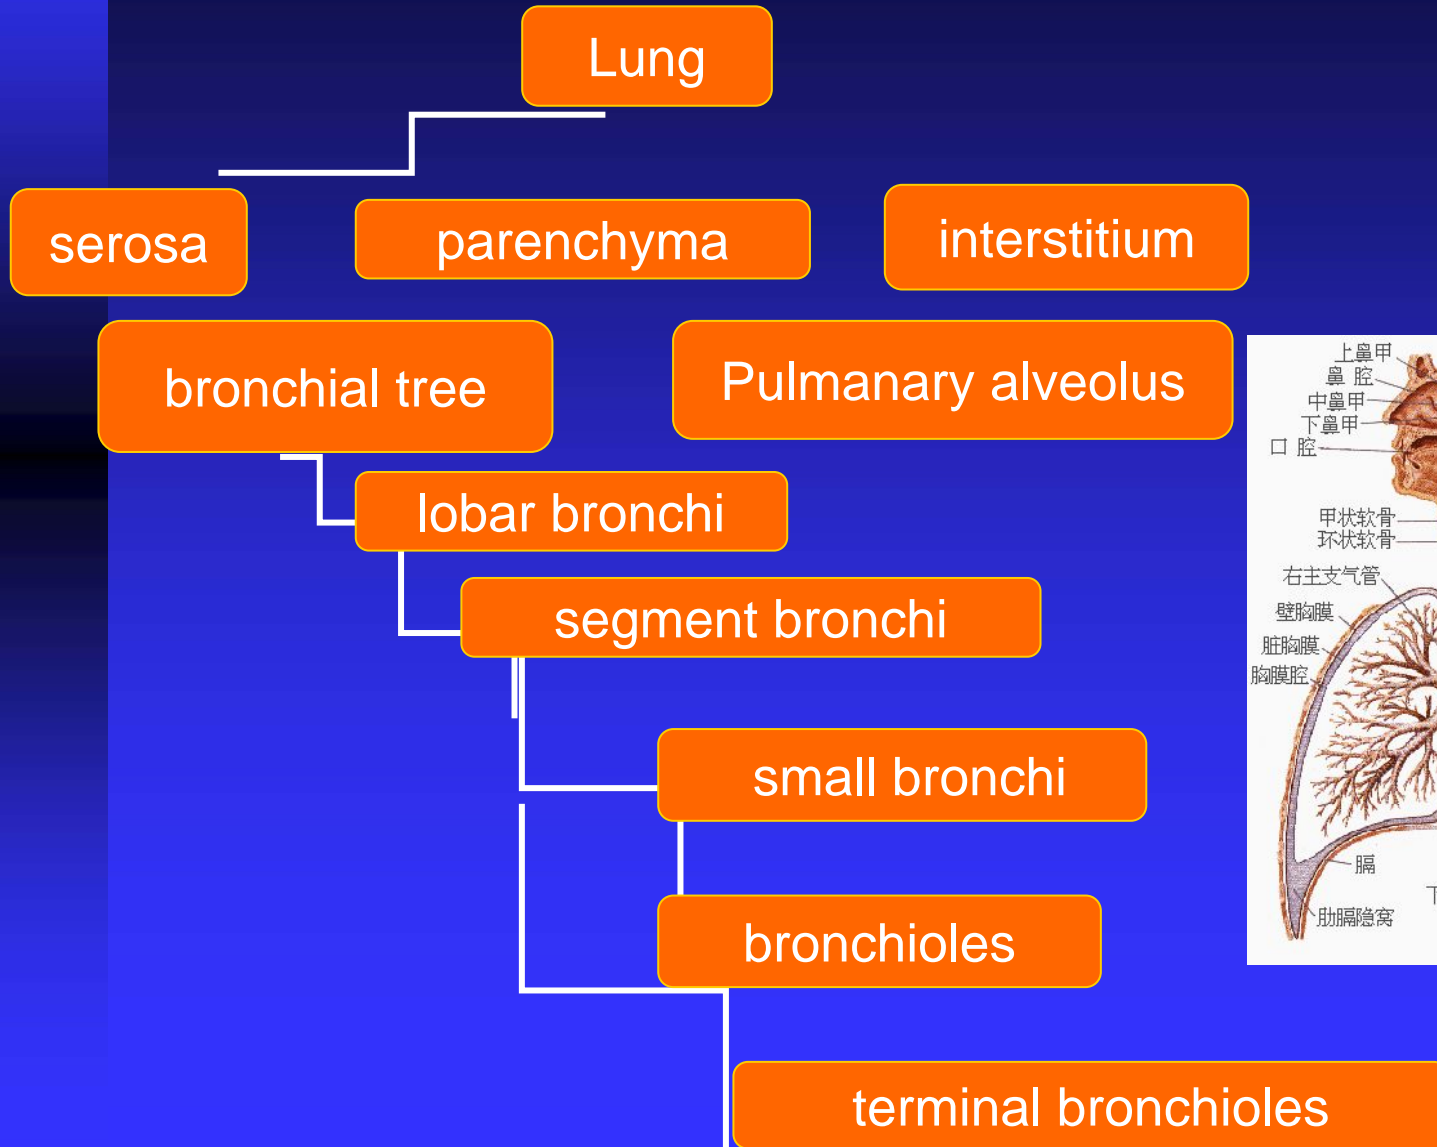 Lung
serosa
parenchyma
interstitium
bronchial tree
Pulmanary alveolus
lobar bronchi
segment bronchi
small bronchi
bronchioles
terminal bronchioles
上鼻甲
鼻 腔
中鼻甲
下鼻甲
口 腔
甲状软骨
环状软骨
右主支气管
壁胸膜
脏胸膜
胸膜腔
膈
下
肋膈隐窝